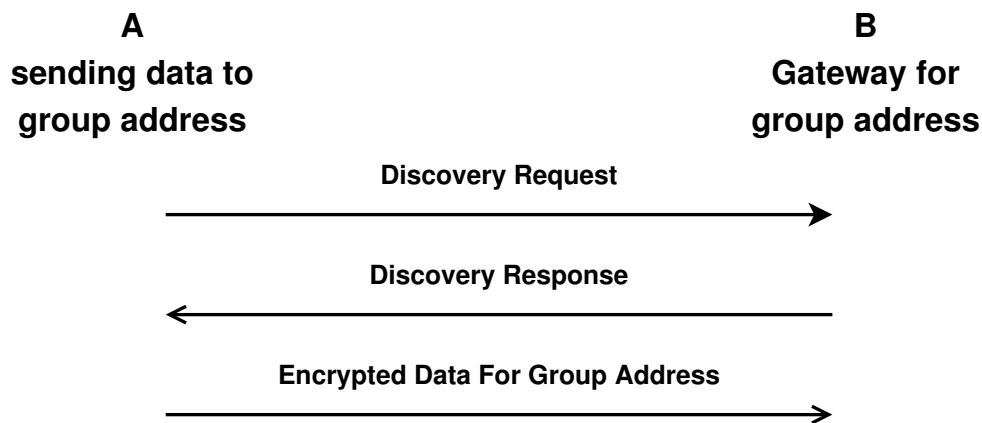 A
sending data to
group address
B
Gateway for
group address
Discovery Request
Discovery Response
Encrypted Data For Group Address